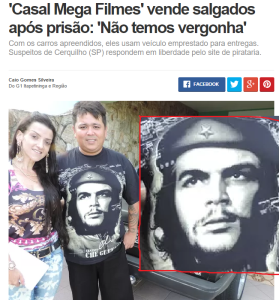 'Casal Mega Filmes' vende salgados
após prisão: 'Não temos vergonha'
Com os carros apreendidos, eles usam veículo emprestado para entregas.
Suspeitos de Cerquilho (SP) respondem em liberdade pelo site de pirataria.
Caio Gomes Silveira
Do G1 Itapetininga e Região
FACEBOOK
CHE GUE